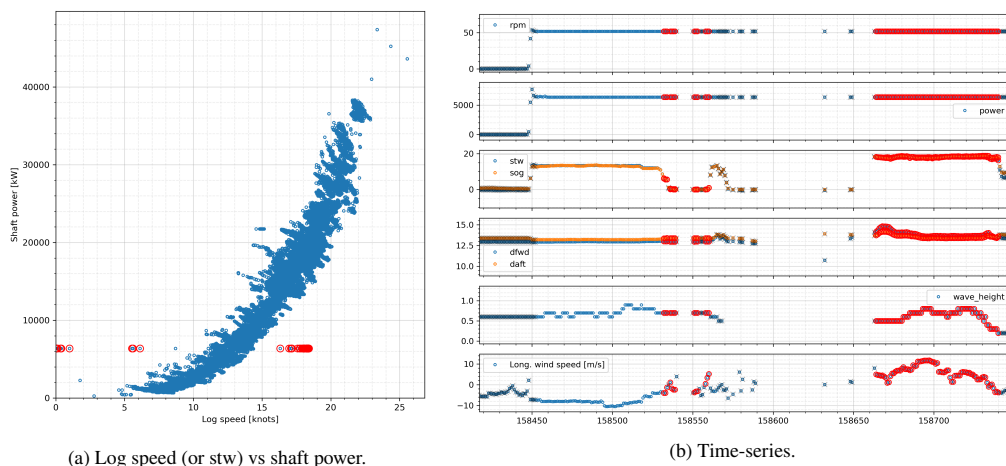 40000
30000
20000
10000
0
Shaft power [kW]
0 5 10 15 20 25
Log speed [knots]
(a) Log speed (or stw) vs shaft power.
50
0
rpm
5000
0
power
20
0
stw
sog
15.0
12.5
10.0
dfwd
daft
1.0
0.5
0.0
wave_height
10
0
−10
Long. wind speed [m/s]
158450 158500 158550 158600 158650 158700
(b) Time-series.